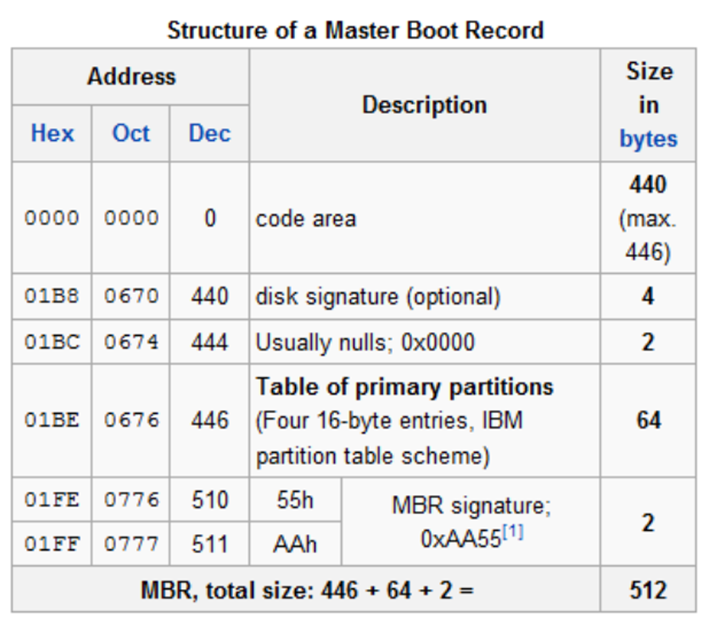 Structure of a Master Boot Record
Address
Description
Size
in
bytes
Hex Oct Dec
0000 0000 0 code area 440
(max.
446)
01B8 0670 440 disk signature (optional) 4
01BC 0674 444 Usually nulls; 0x0000 2
01BE 0676 446 Table of primary partitions
(Four 16-byte entries, IBM
partition table scheme)
64
01FE 0776 510 55h
MBR signature;
0xAA55[1]
2
01FF 0777 511 AAh
MBR, total size: 446 + 64 + 2 = 512